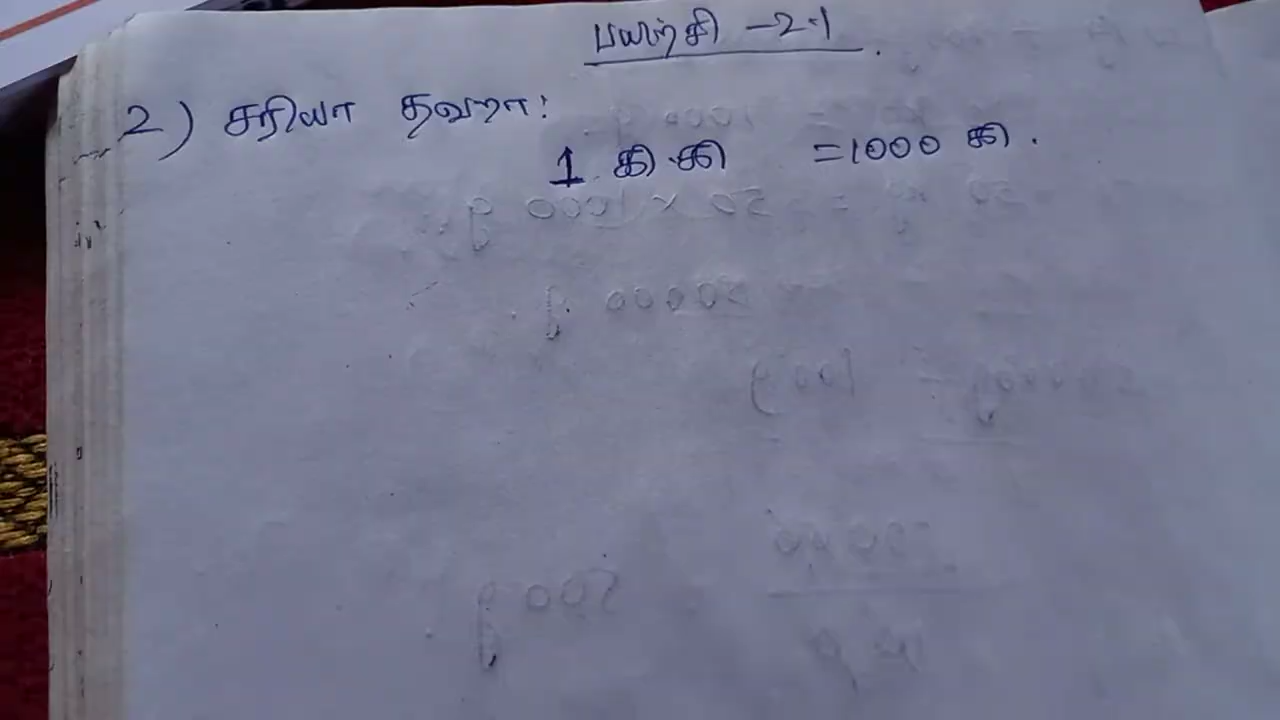 பயிற்சி -2.1
2) சரியா தவறா:
1 கி.கி =1000 கி.